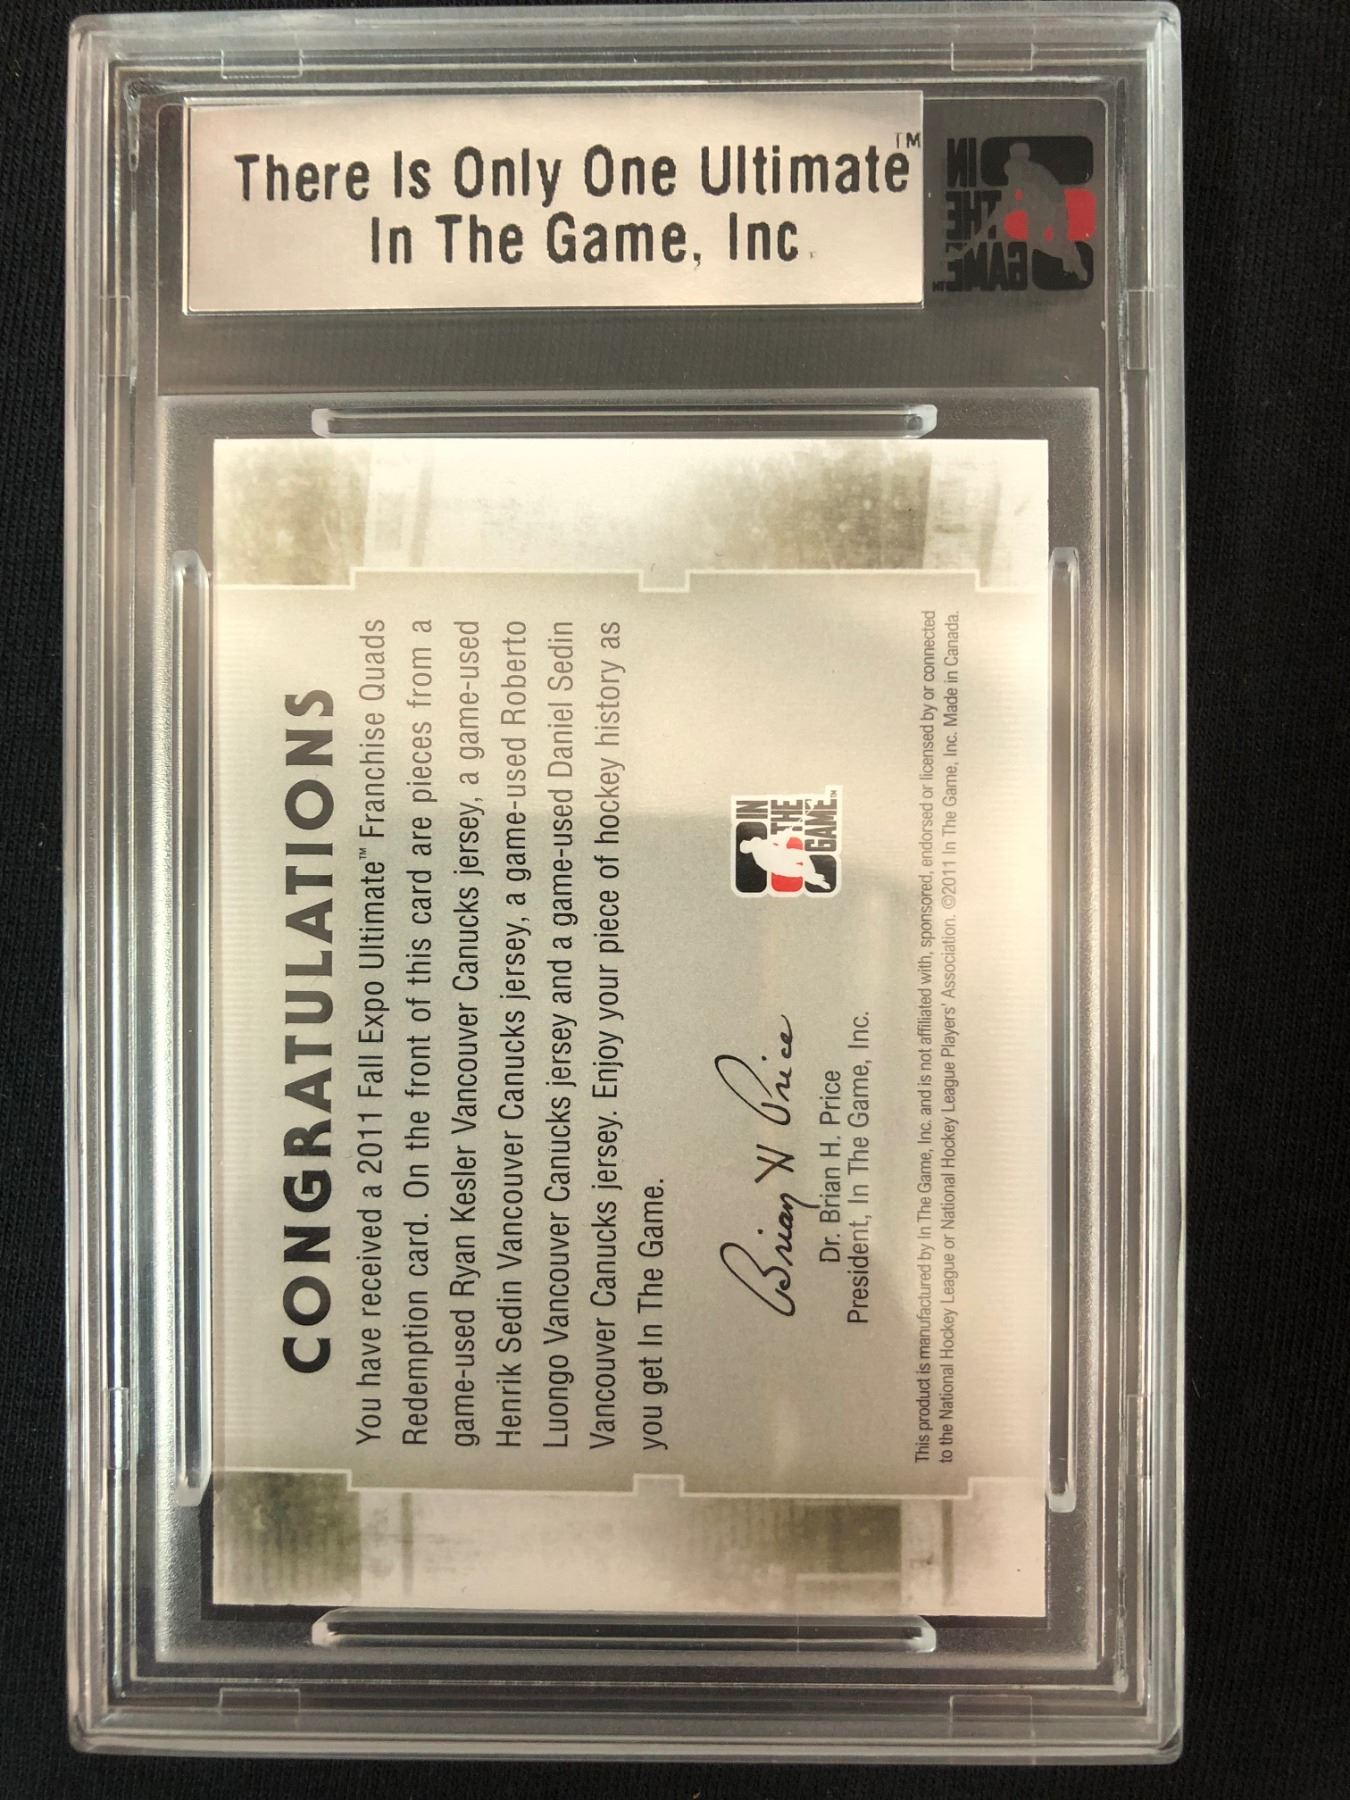 There Is Only One Ultimate™
In The Game, Inc.
IN
THE
GAME™
CONGRATULATIONS
You have received a 2011 Fall Expo Ultimate™ Franchise Quads
Redemption card. On the front of this card are pieces from a
game-used Ryan Kesler Vancouver Canucks jersey, a game-used
Henrik Sedin Vancouver Canucks jersey, a game-used Roberto
Luongo Vancouver Canucks jersey and a game-used Daniel Sedin
Vancouver Canucks jersey. Enjoy your piece of hockey history as
you get In The Game.
Brian H Price
Dr. Brian H. Price
President, In The Game, Inc.
IN
THE
GAME™
This product is manufactured by In The Game, Inc. and is not affiliated with, sponsored, endorsed or licensed by or connected
to the National Hockey League or National Hockey League Players' Association. ©2011 In The Game, Inc. Made in Canada.